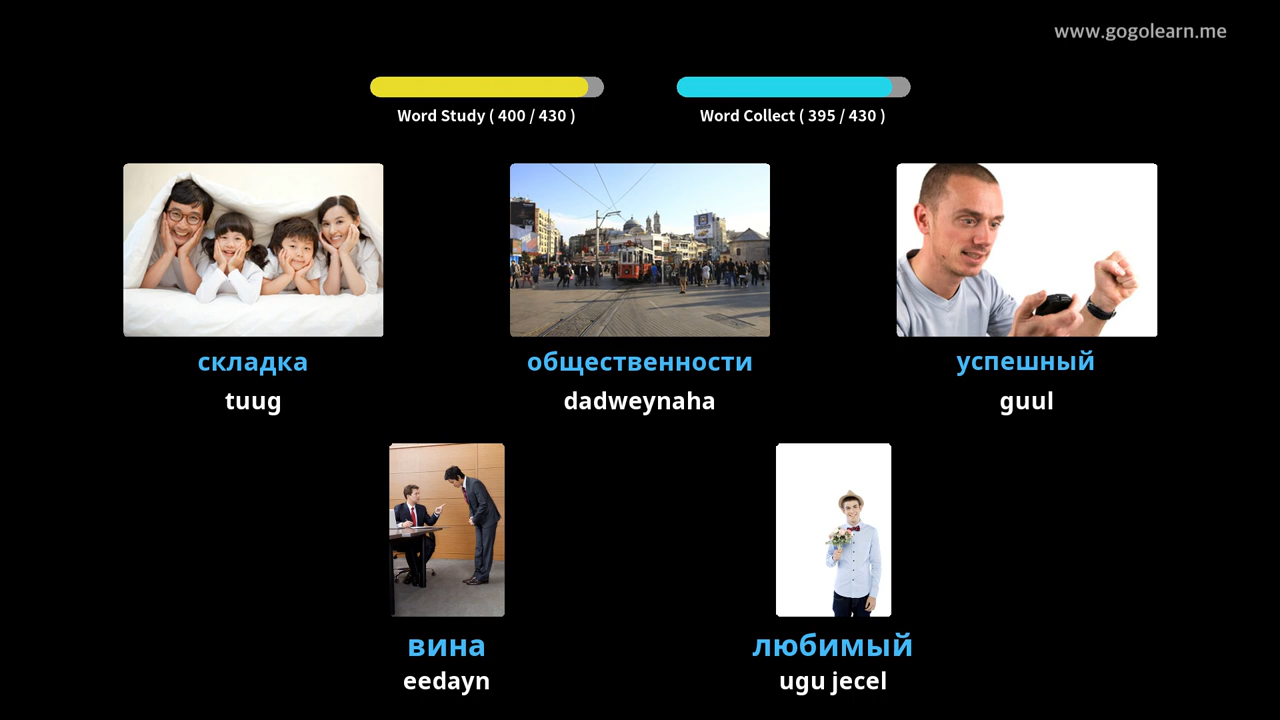 www.gogolearn.me
Word Study ( 400 / 430 )
Word Collect ( 395 / 430 )
складка
tuug
общественности
dadweynaha
успешный
guul
вина
eedayn
любимый
ugu jecel